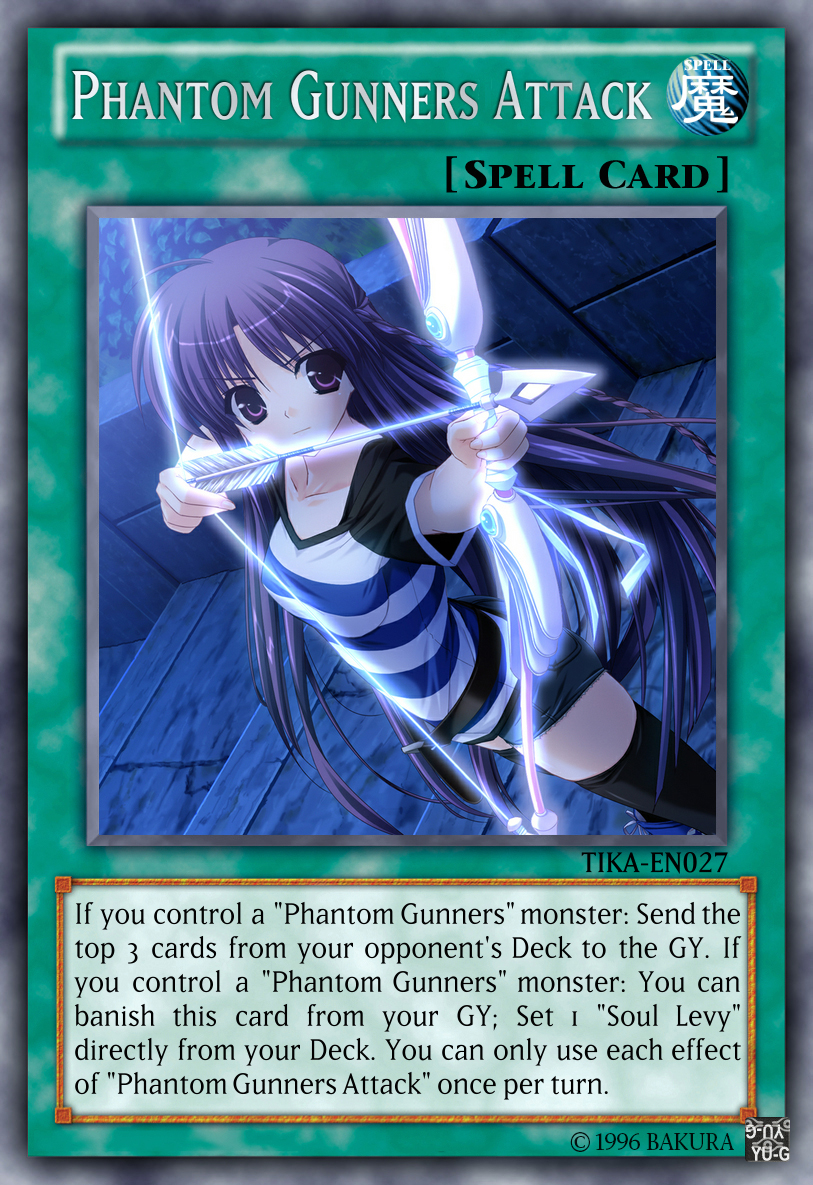 PHANTOM GUNNERS ATTACK
SPELL
魔
[SPELL CARD]
TIKA-EN027
If you control a "Phantom Gunners" monster: Send the
top 3 cards from your opponent's Deck to the GY. If
you control a "Phantom Gunners" monster: You can
banish this card from your GY; Set 1 "Soul Levy"
directly from your Deck. You can only use each effect
of "Phantom Gunners Attack" once per turn.
© 1996 BAKURA
YU-G
YU-G